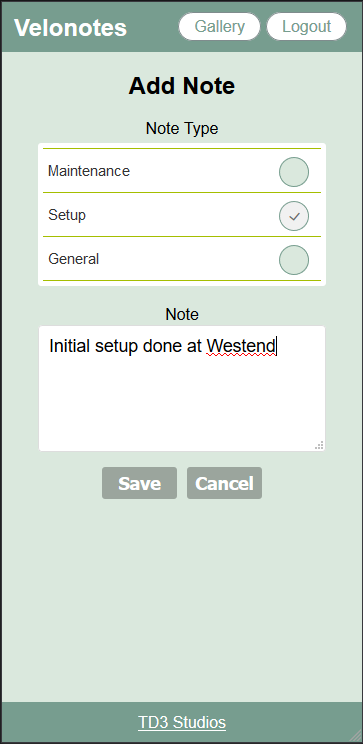 Velonotes Gallery Logout
Add Note
Note Type
Maintenance
Setup
General
Note
Initial setup done at Westend
Save Cancel
TD3 Studios